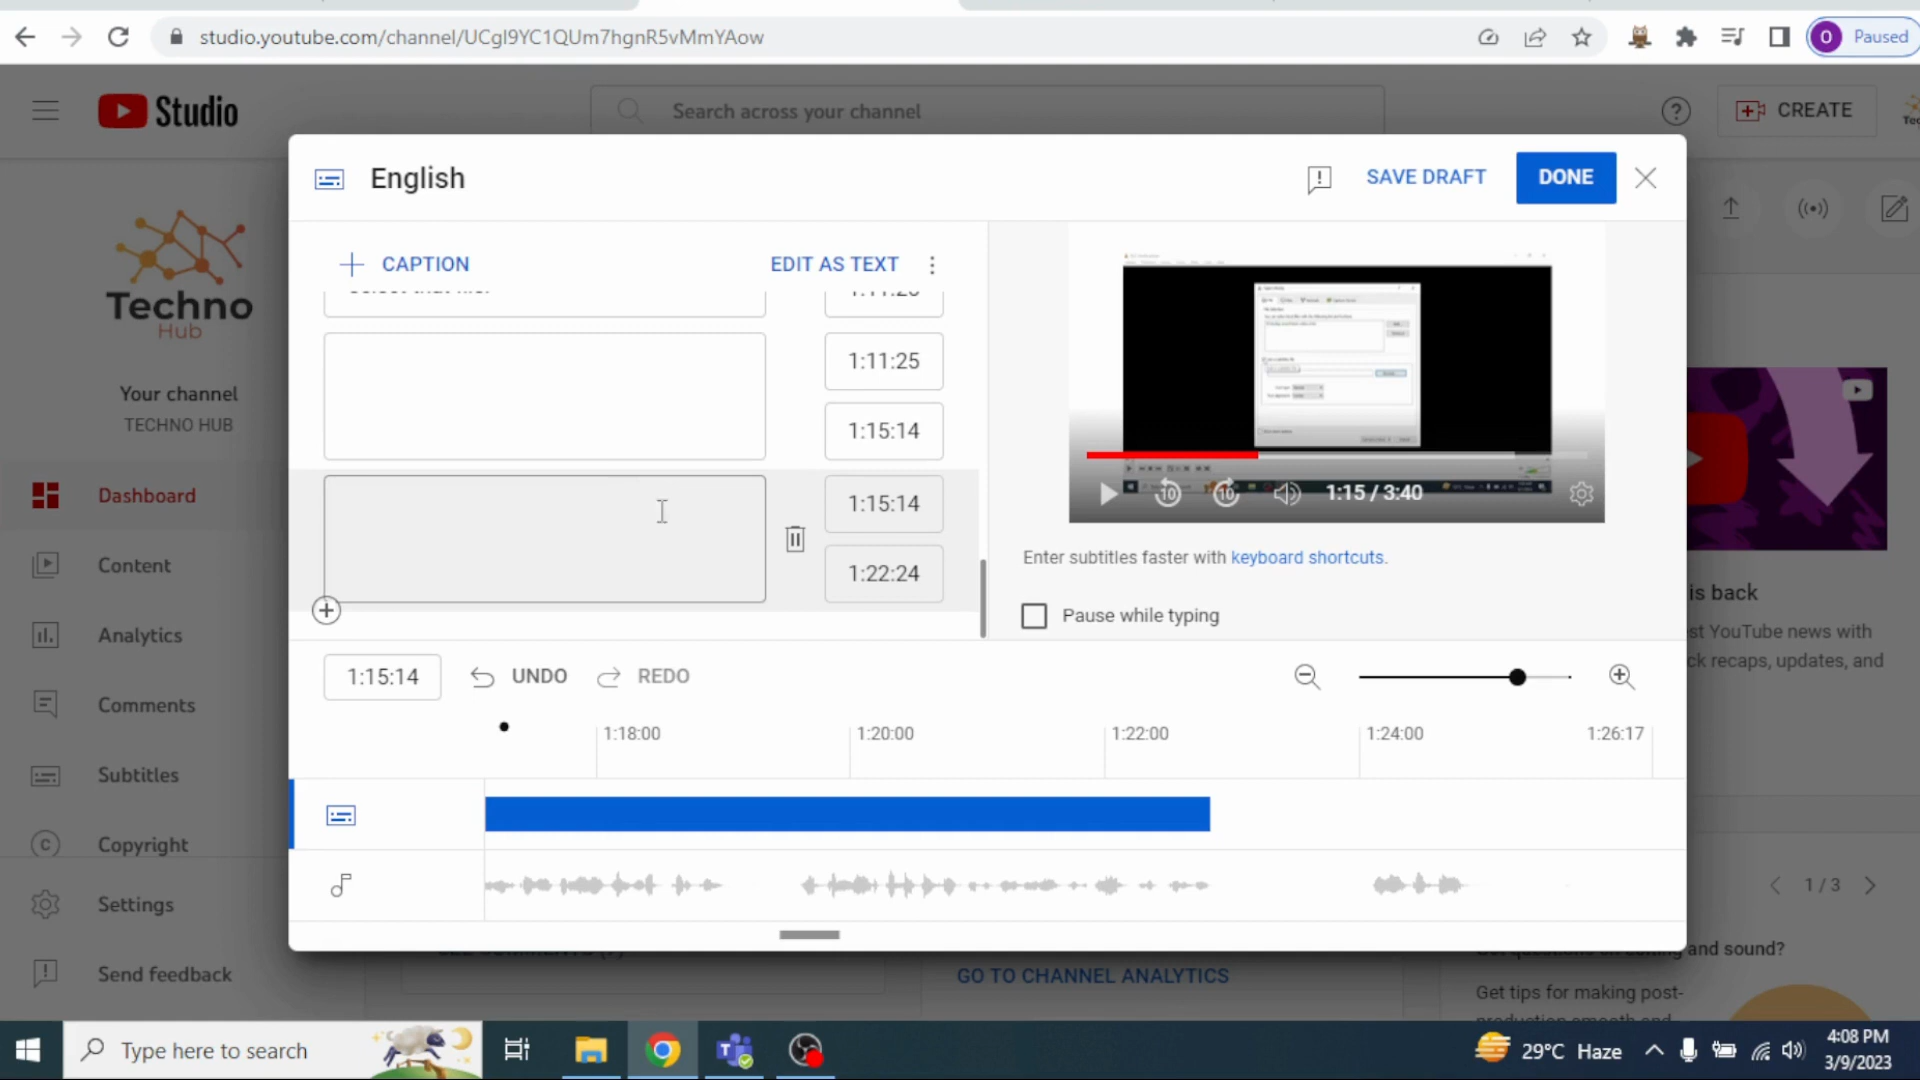 studio.youtube.com/channel/UCgI9YC1QUm7hgnR5vMmYAow
O Paused
Studio
Search across your channel
CREATE
English
SAVE DRAFT
DONE
CAPTION
EDIT AS TEXT
1:11:25
1:15:14
1:15:14
1:22:24
1:15 / 3:40
Enter subtitles faster with keyboard shortcuts.
Pause while typing
1:15:14
UNDO
REDO
1:18:00
1:20:00
1:22:00
1:24:00
1:26:17
Techno
Hub
Your channel
TECHNO HUB
Dashboard
Content
Analytics
Comments
Subtitles
Copyright
Settings
Send feedback
is back
YouTube news with
recaps, updates, and
1 / 3
and sound?
Get tips for making post-
GO TO CHANNEL ANALYTICS
Type here to search
29°C Haze
4:08 PM
3/9/2023